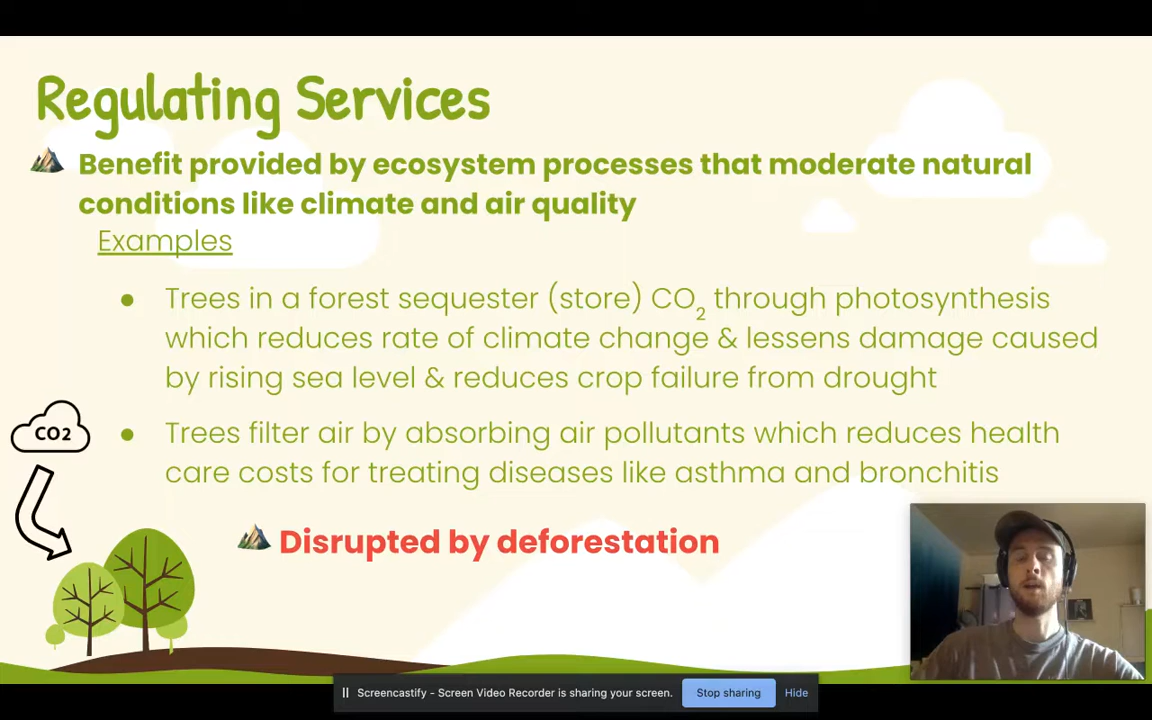 Regulating Services
Benefit provided by ecosystem processes that moderate natural
conditions like climate and air quality
Examples
● Trees in a forest sequester (store) CO₂ through photosynthesis
which reduces rate of climate change & lessens damage caused
by rising sea level & reduces crop failure from drought
CO2
● Trees filter air by absorbing air pollutants which reduces health
care costs for treating diseases like asthma and bronchitis
Disrupted by deforestation
Screencastify - Screen Video Recorder is sharing your screen.
Stop sharing
Hide